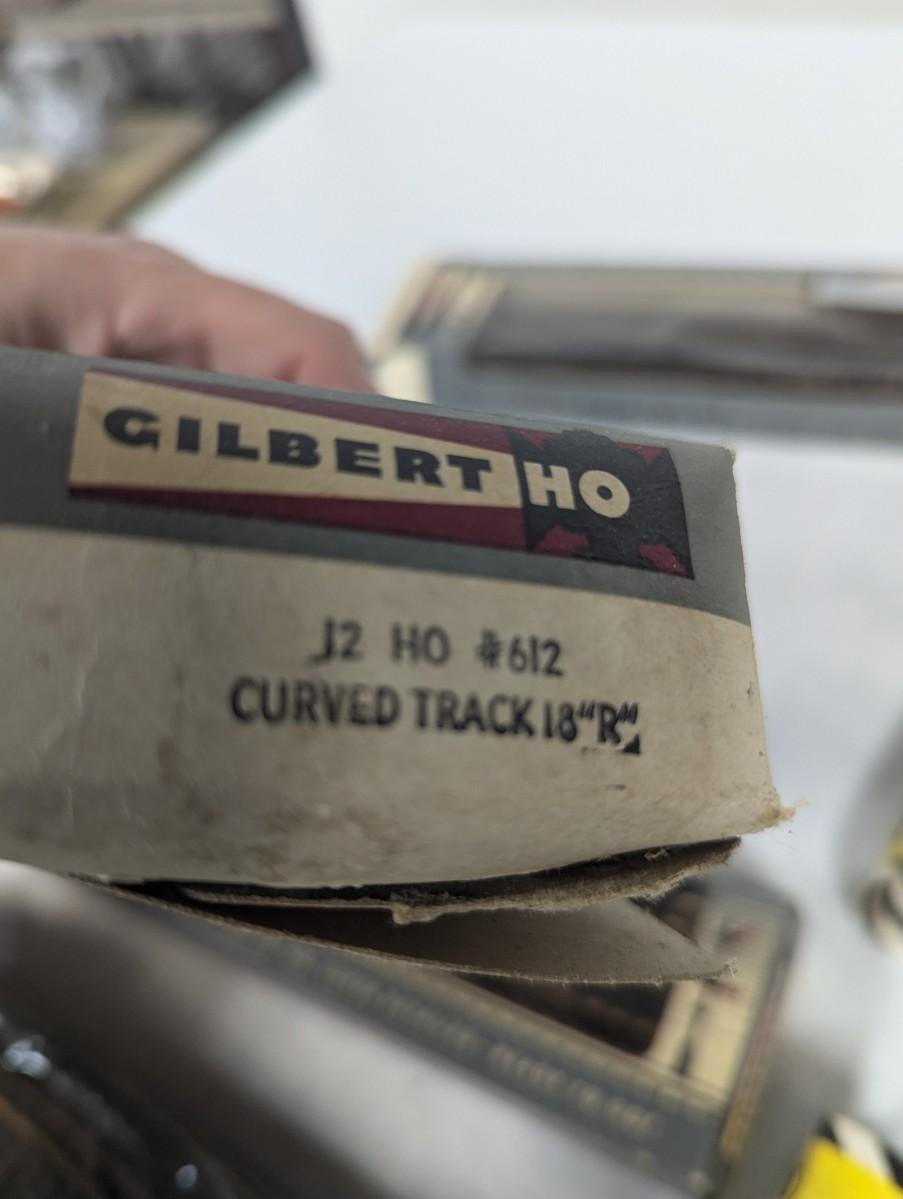 GILBERT HO
12 HO #612
CURVED TRACK 18"R"